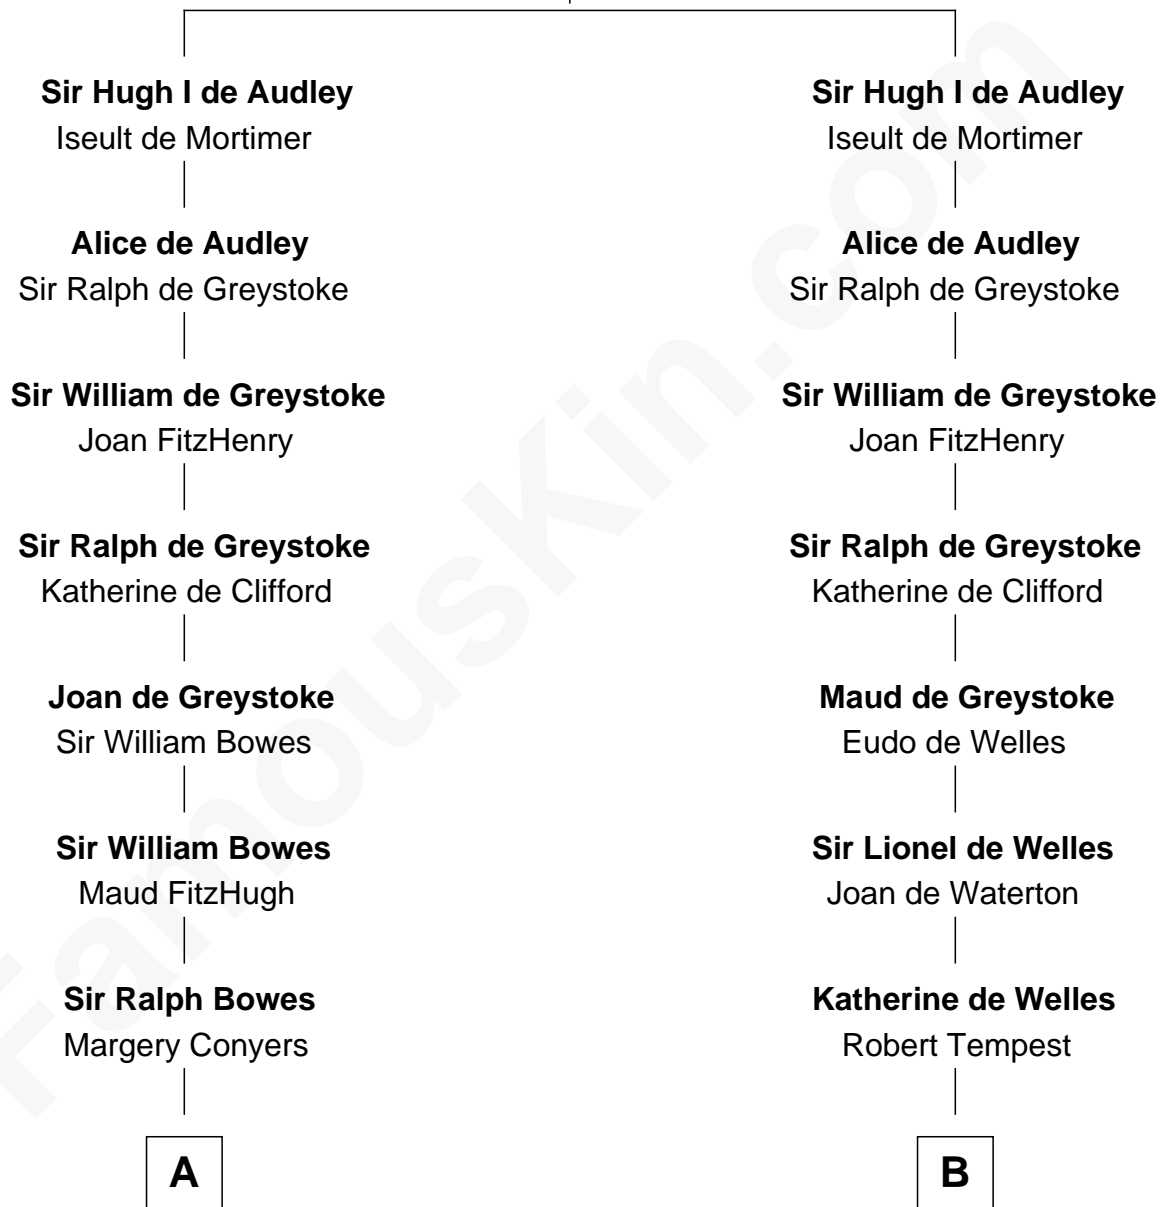 Sir Hugh I de Audley
Iseult de Mortimer
Alice de Audley
Sir Ralph de Greystoke
Sir William de Greystoke
Joan FitzHenry
Sir Ralph de Greystoke
Katherine de Clifford
Joan de Greystoke
Sir William Bowes
Sir William Bowes
Maud FitzHugh
Sir Ralph Bowes
Margery Conyers
A
Sir Hugh I de Audley
Iseult de Mortimer
Alice de Audley
Sir Ralph de Greystoke
Sir William de Greystoke
Joan FitzHenry
Sir Ralph de Greystoke
Katherine de Clifford
Maud de Greystoke
Eudo de Welles
Sir Lionel de Welles
Joan de Waterton
Katherine de Welles
Robert Tempest
B
FamousKin.com